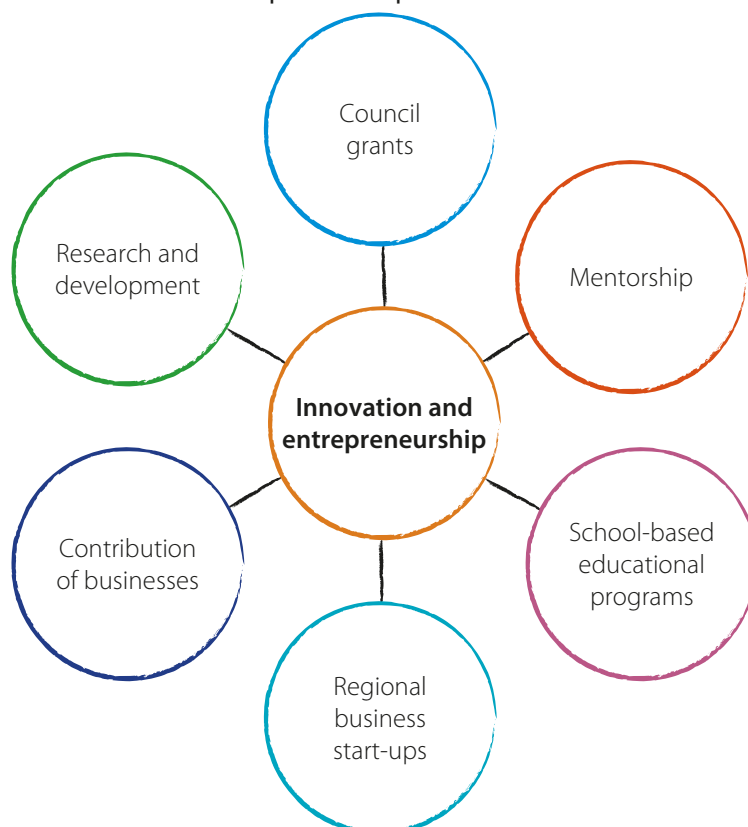 Council
grants
Research and
development
Mentorship
Innovation and
entrepreneurship
Contribution
of businesses
School-based
educational
programs
Regional
business
start-ups